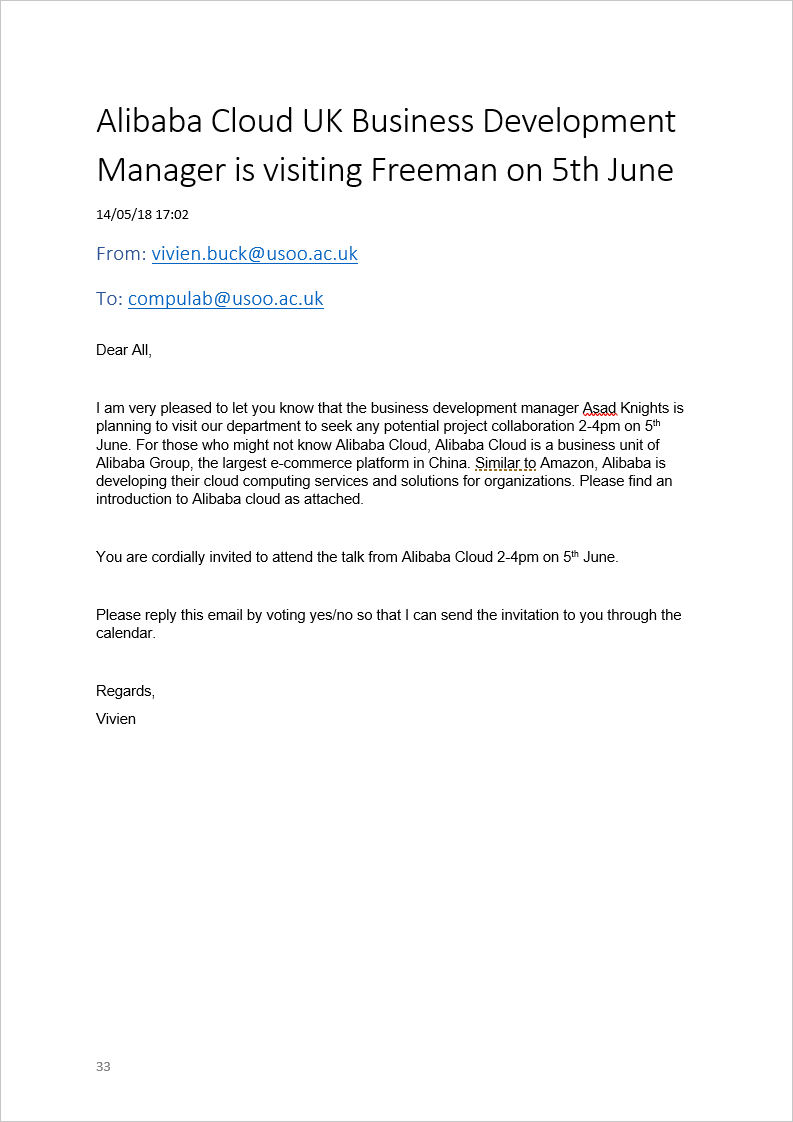 Alibaba Cloud UK Business Development
Manager is visiting Freeman on 5th June
14/05/18 17:02
From: vivien.buck@usoo.ac.uk
To: compulab@usoo.ac.uk
Dear All,
I am very pleased to let you know that the business development manager Asad Knights is
planning to visit our department to seek any potential project collaboration 2-4pm on 5th
June. For those who might not know Alibaba Cloud, Alibaba Cloud is a business unit of
Alibaba Group, the largest e-commerce platform in China. Similar to Amazon, Alibaba is
developing their cloud computing services and solutions for organizations. Please find an
introduction to Alibaba cloud as attached.
You are cordially invited to attend the talk from Alibaba Cloud 2-4pm on 5th June.
Please reply this email by voting yes/no so that I can send the invitation to you through the
calendar.
Regards,
Vivien
33